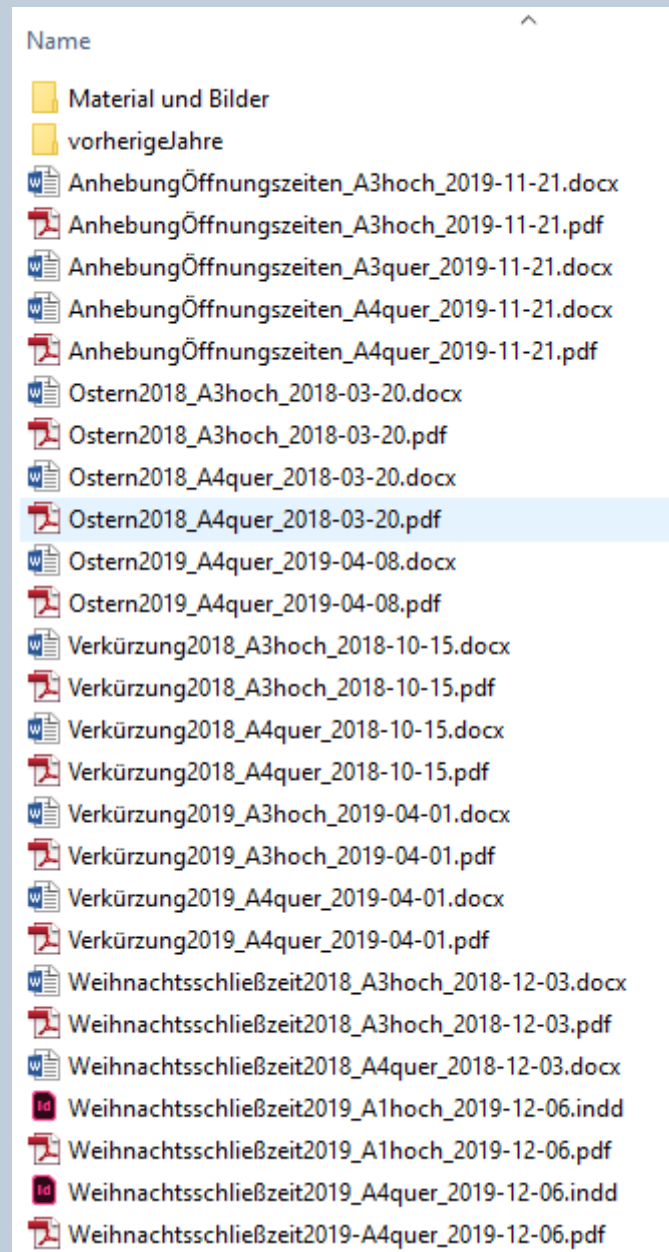 Name
Material und Bilder
vorherigeJahre
AnhebungÖffnungszeiten_A3hoch_2019-11-21.docx
AnhebungÖffnungszeiten_A3hoch_2019-11-21.pdf
AnhebungÖffnungszeiten_A3quer_2019-11-21.docx
AnhebungÖffnungszeiten_A4quer_2019-11-21.docx
AnhebungÖffnungszeiten_A4quer_2019-11-21.pdf
Ostern2018_A3hoch_2018-03-20.docx
Ostern2018_A3hoch_2018-03-20.pdf
Ostern2018_A4quer_2018-03-20.docx
Ostern2018_A4quer_2018-03-20.pdf
Ostern2019_A4quer_2019-04-08.docx
Ostern2019_A4quer_2019-04-08.pdf
Verkürzung2018_A3hoch_2018-10-15.docx
Verkürzung2018_A3hoch_2018-10-15.pdf
Verkürzung2018_A4quer_2018-10-15.docx
Verkürzung2018_A4quer_2018-10-15.pdf
Verkürzung2019_A3hoch_2019-04-01.docx
Verkürzung2019_A3hoch_2019-04-01.pdf
Verkürzung2019_A4quer_2019-04-01.docx
Verkürzung2019_A4quer_2019-04-01.pdf
Weihnachtsschließzeit2018_A3hoch_2018-12-03.docx
Weihnachtsschließzeit2018_A3hoch_2018-12-03.pdf
Weihnachtsschließzeit2018_A4quer_2018-12-03.docx
Weihnachtsschließzeit2019_A1hoch_2019-12-06.indd
Weihnachtsschließzeit2019_A1hoch_2019-12-06.pdf
Weihnachtsschließzeit2019_A4quer_2019-12-06.indd
Weihnachtsschließzeit2019-A4quer_2019-12-06.pdf